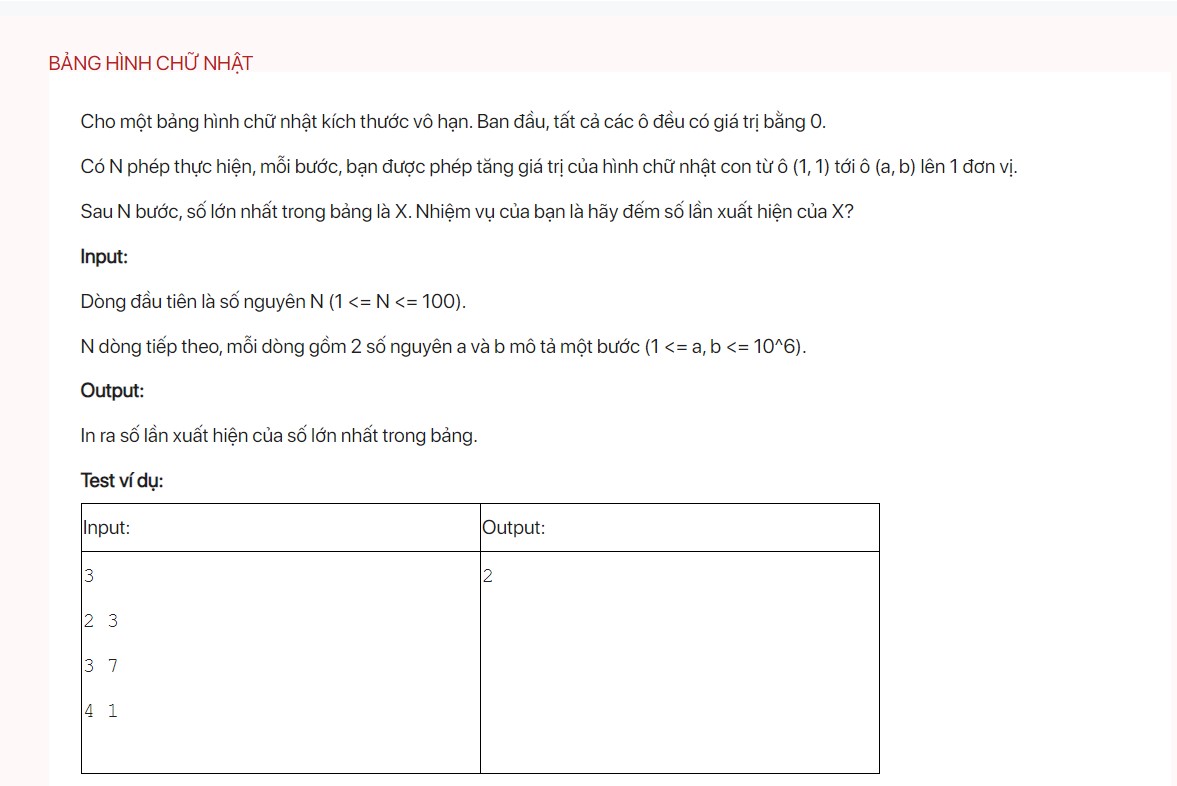 BẢNG HÌNH CHỮ NHẬT
Cho một bảng hình chữ nhật kích thước vô hạn. Ban đầu, tất cả các ô đều có giá trị bằng 0.
Có N phép thực hiện, mỗi bước, bạn được phép tăng giá trị của hình chữ nhật con từ ô (1, 1) tới ô (a, b) lên 1 đơn vị.
Sau N bước, số lớn nhất trong bảng là X. Nhiệm vụ của bạn là hãy đếm số lần xuất hiện của X?
Input:
Dòng đầu tiên là số nguyên N (1 <= N <= 100).
N dòng tiếp theo, mỗi dòng gồm 2 số nguyên a và b mô tả một bước (1 <= a, b <= 10^6).
Output:
In ra số lần xuất hiện của số lớn nhất trong bảng.
Test ví dụ:
Input: Output:
3 2
2 3
3 7
4 1